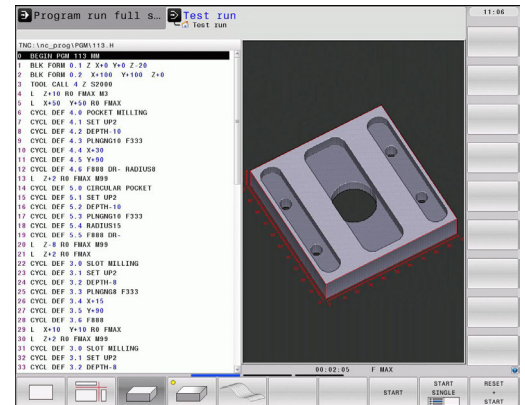 Program run full s...
Test run
Test run
11:06
TNC:\nc_prog\PGM\113.H
0 BEGIN PGM 113 MM
1 BLK FORM 0.1 Z X+0 Y+0 Z-20
2 BLK FORM 0.2 X+100 Y+100 Z+0
3 TOOL CALL 4 Z S2000
4 L Z+10 R0 FMAX M3
5 L X+50 Y+50 R0 FMAX
6 CYCL DEF 4.0 POCKET MILLING
7 CYCL DEF 4.1 SET UP2
8 CYCL DEF 4.2 DEPTH-10
9 CYCL DEF 4.3 PLNGNG10 F333
10 CYCL DEF 4.4 X+30
11 CYCL DEF 4.5 Y+90
12 CYCL DEF 4.6 F888 DR- RADIUS8
13 L Z+2 R0 FMAX M99
14 CYCL DEF 5.0 CIRCULAR POCKET
15 CYCL DEF 5.1 SET UP2
16 CYCL DEF 5.2 DEPTH-10
17 CYCL DEF 5.3 PLNGNG10 F333
18 CYCL DEF 5.4 RADIUS15
19 CYCL DEF 5.5 F888 DR-
20 L Z-8 R0 FMAX M99
21 L Z+2 R0 FMAX
22 CYCL DEF 3.0 SLOT MILLING
23 CYCL DEF 3.1 SET UP2
24 CYCL DEF 3.2 DEPTH-8
25 CYCL DEF 3.3 PLNGNG8 F333
26 CYCL DEF 3.4 X+15
27 CYCL DEF 3.5 Y+90
28 CYCL DEF 3.6 F888
29 L X+10 Y+10 R0 FMAX
30 L Z+2 R0 FMAX M99
31 CYCL DEF 3.0 SLOT MILLING
32 CYCL DEF 3.1 SET UP2
33 CYCL DEF 3.2 DEPTH-8
00:02:05 F MAX
START
START SINGLE
RESET + START